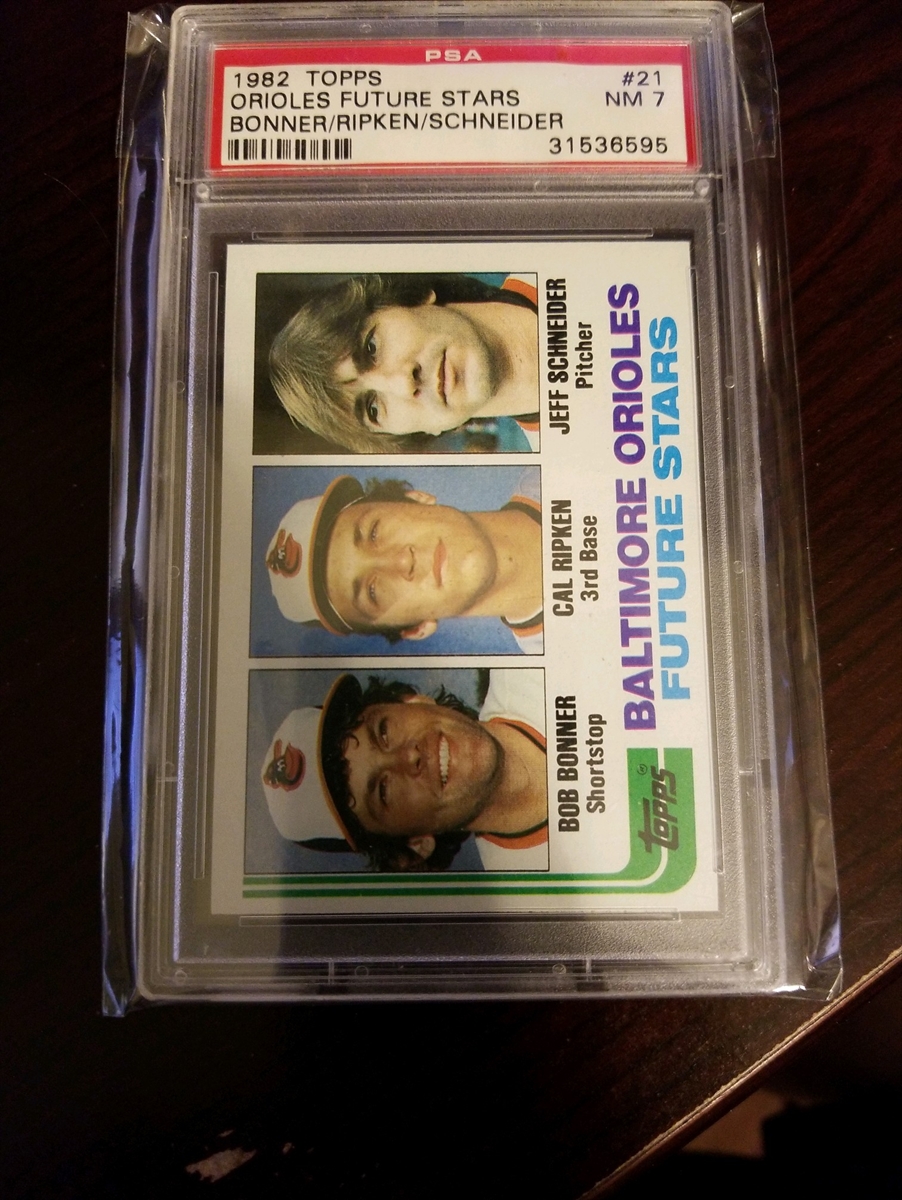 PSA
1982 TOPPS #21
ORIOLES FUTURE STARS NM 7
BONNER/RIPKEN/SCHNEIDER
31536595
BOB BONNER
Shortstop
CAL RIPKEN
3rd Base
JEFF SCHNEIDER
Pitcher
TOPPS®
BALTIMORE ORIOLES
FUTURE STARS